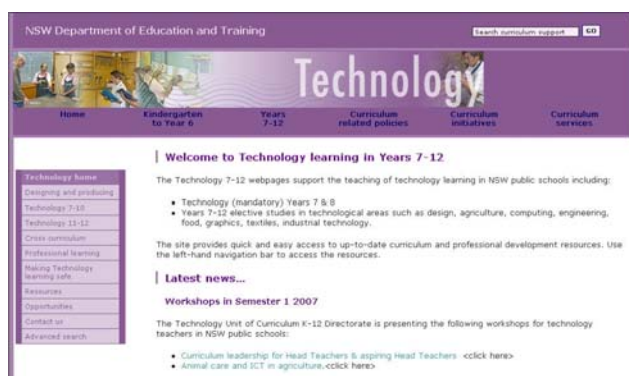 NSW Department of Education and Training
Search curriculum support GO
Technology
Home
Kindergarten
to Year 6
Years
7-12
Curriculum
related policies
Curriculum
initiatives
Curriculum
services
Technology home
Designing and producing
Technology 7-10
Technology 11-12
Cross curriculum
Professional learning
Making Technology
learning safe
Resources
Opportunities
Contact us
Advanced search
Welcome to Technology learning in Years 7-12
The Technology 7-12 webpages support the teaching of technology learning in NSW public schools including:
• Technology (mandatory) Years 7 & 8
• Years 7-12 elective studies in technological areas such as design, agriculture, computing, engineering,
food, graphics, textiles, industrial technology.
The site provides quick and easy access to up-to-date curriculum and professional development resources. Use
the left-hand navigation bar to access the resources.
Latest news...
Workshops in Semester 1 2007
The Technology Unit of Curriculum K-12 Directorate is presenting the following workshops for technology
teachers in NSW public schools:
• Curriculum leadership for Head Teachers & aspiring Head Teachers <click here>
• Animal care and ICT in agriculture.<click here>